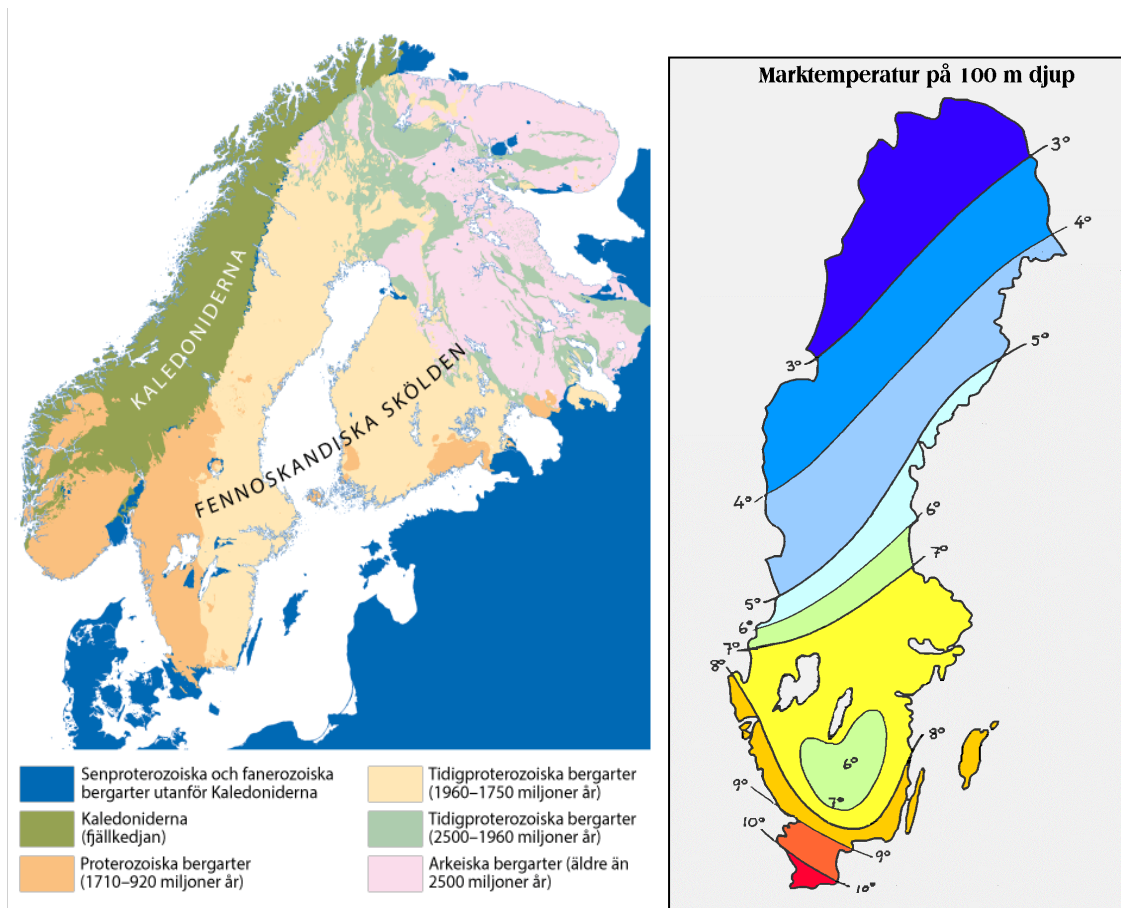 KALEDONIDERNA
FENNOSKANDISKA SKÖLDEN
Senproterozoiska och fanerozoiska
bergarter utanför Kaledoniderna
Kaledoniderna
(fjällkedjan)
Proterozoiska bergarter
(1710–920 miljoner år)
Tidigproterozoiska bergarter
(1960–1750 miljoner år)
Tidigproterozoiska bergarter
(2500–1960 miljoner år)
Arkeiska bergarter (äldre än
2500 miljoner år)
Marktemperatur på 100 m djup
3°
4°
3°
5°
4°
6°
7°
5°
6°
7°
8°
8°
6°
9°
7°
10°
9°
10°